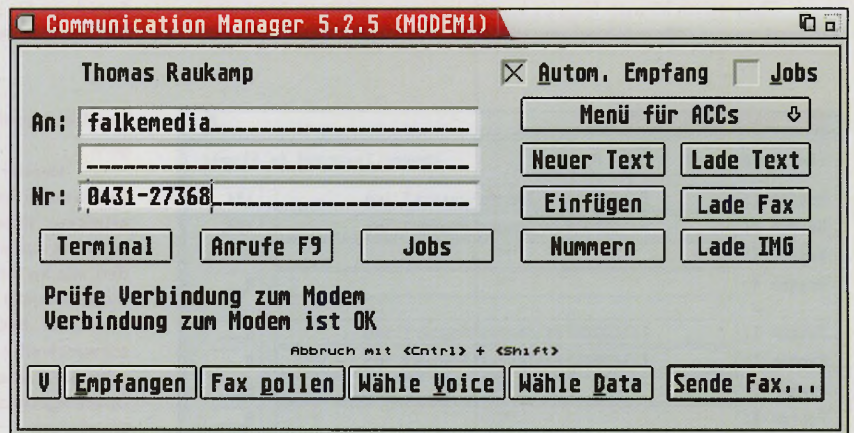 Communication Manager 5.2.5 (MODEM1)
Thomas Raukamp
Autom. Empfang
Jobs
An: falkemedia
Menü für ACCs
Neuer Text
Lade Text
Nr: 0431-27368
Einfügen
Lade Fax
Terminal
Anrufe F9
Jobs
Nummern
Lade IMG
Prüfe Verbindung zum Modem
Verbindung zum Modem ist OK
Abbruch mit <Cntrl> + <Shift>
V
Empfangen
Fax pollen
Wähle Voice
Wähle Data
Sende Fax...